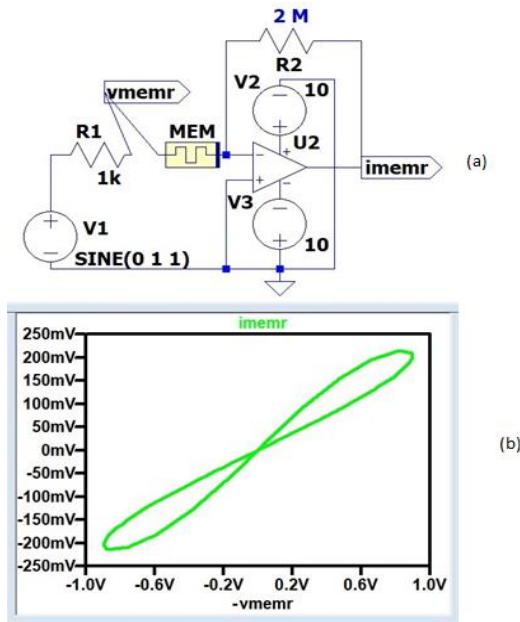 2 M
R2
V2
10
vmemr
R1
MEM
U2
1k
imemr
(a)
V1
V3
10
SINE(0 1 1)
imemr
250mV
200mV
150mV
100mV
50mV
0mV
-50mV
-100mV
-150mV
-200mV
-250mV
(b)
-1.0V -0.6V -0.2V 0.2V 0.6V 1.0V
-vmemr